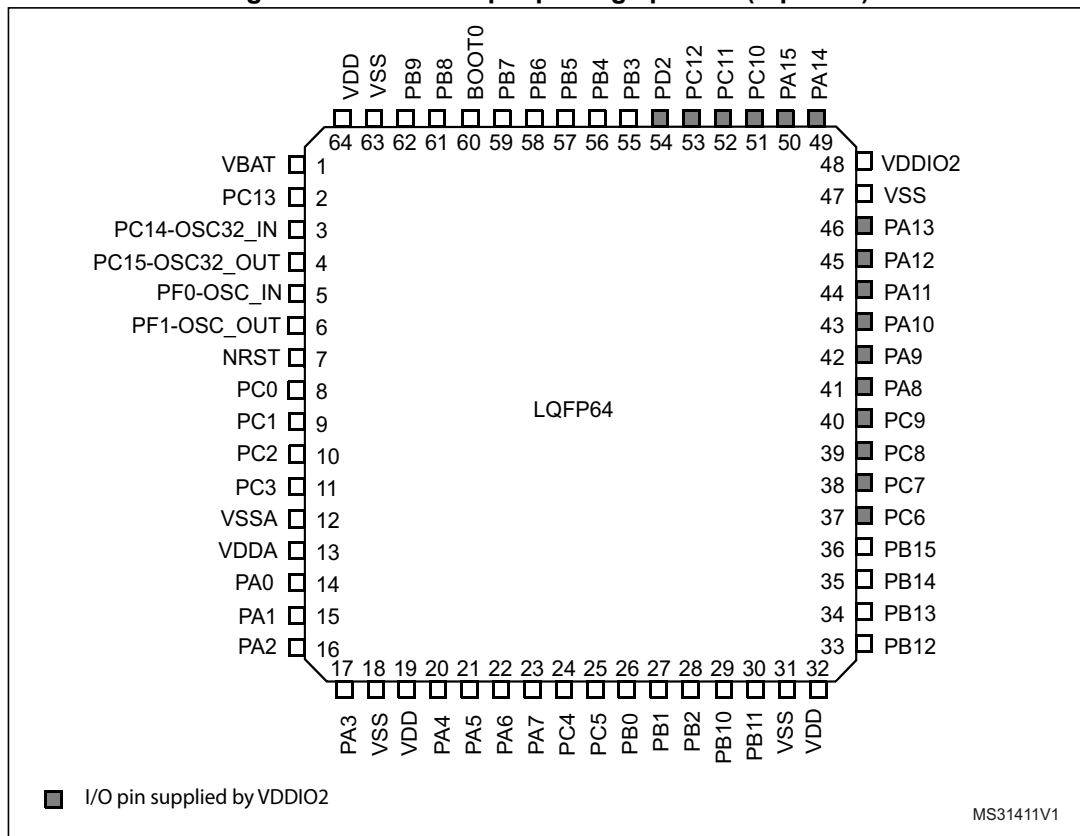 VDD
VSS
PB9
PB8
BOOT0
PB7
PB6
PB5
PB4
PB3
PD2
PC12
PC11
PC10
PA15
PA14
64 63 62 61 60 59 58 57 56 55 54 53 52 51 50 49
VBAT 1
PC13 2
PC14-OSC32_IN 3
PC15-OSC32_OUT 4
PF0-OSC_IN 5
PF1-OSC_OUT 6
NRST 7
PC0 8
PC1 9
PC2 10
PC3 11
VSSA 12
VDDA 13
PA0 14
PA1 15
PA2 16
LQFP64
48 VDDIO2
47 VSS
46 PA13
45 PA12
44 PA11
43 PA10
42 PA9
41 PA8
40 PC9
39 PC8
38 PC7
37 PC6
36 PB15
35 PB14
34 PB13
33 PB12
17 18 19 20 21 22 23 24 25 26 27 28 29 30 31 32
PA3
VSS
VDD
PA4
PA5
PA6
PA7
PC4
PC5
PB0
PB1
PB2
PB10
PB11
VSS
VDD
I/O pin supplied by VDDIO2
MS31411V1